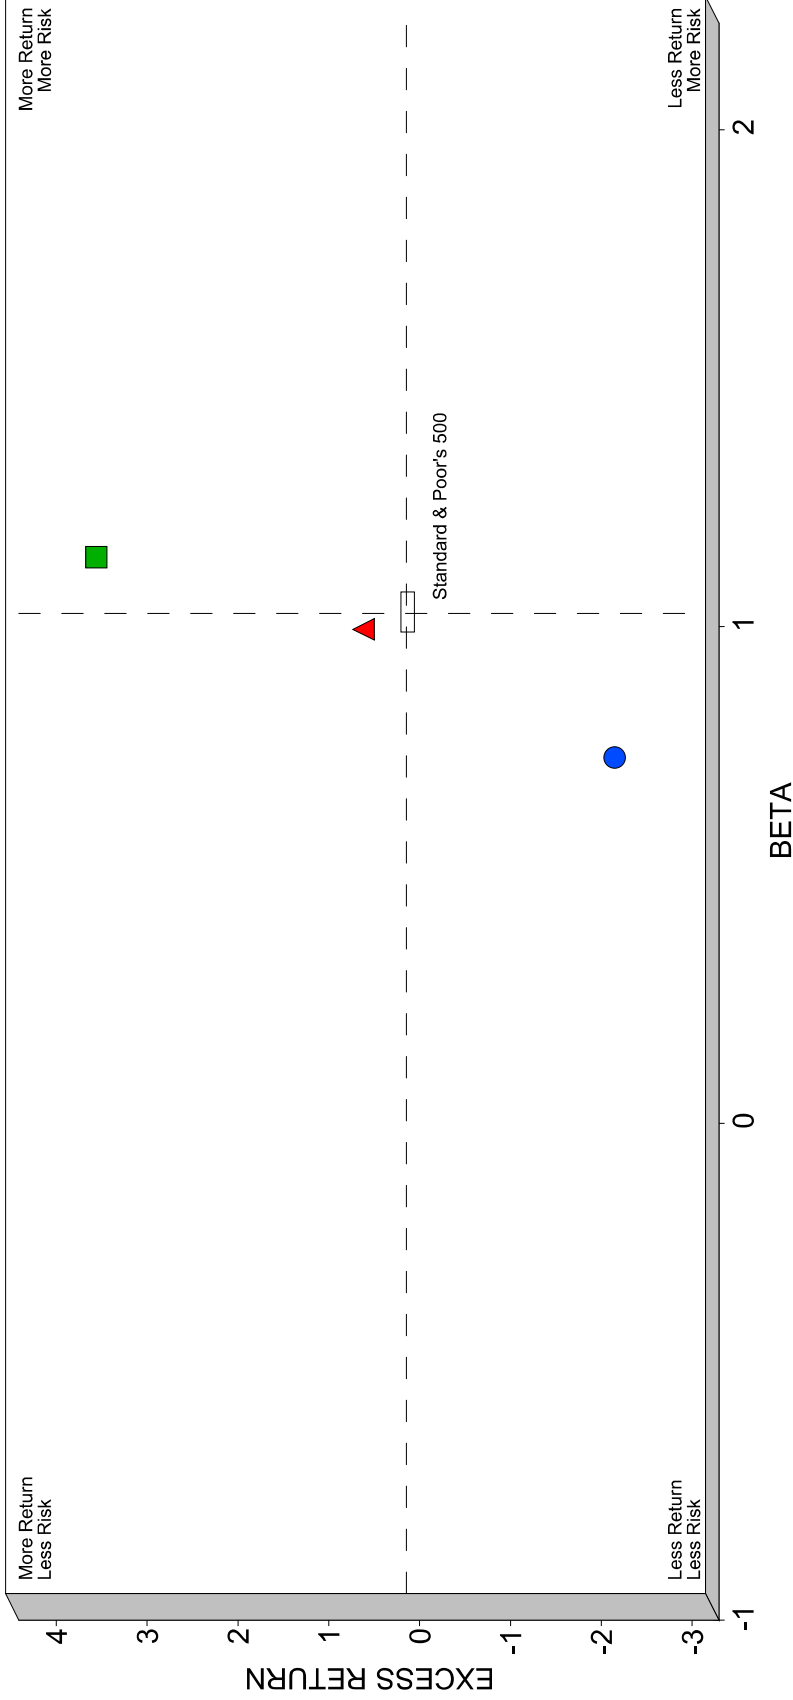 More Return
Less Risk
More Return
More Risk
4
3
2
1
0
-1
-2
-3
EXCESS RETURN
Standard & Poor's 500
Less Return
Less Risk
Less Return
More Risk
-1
0
1
2
BETA